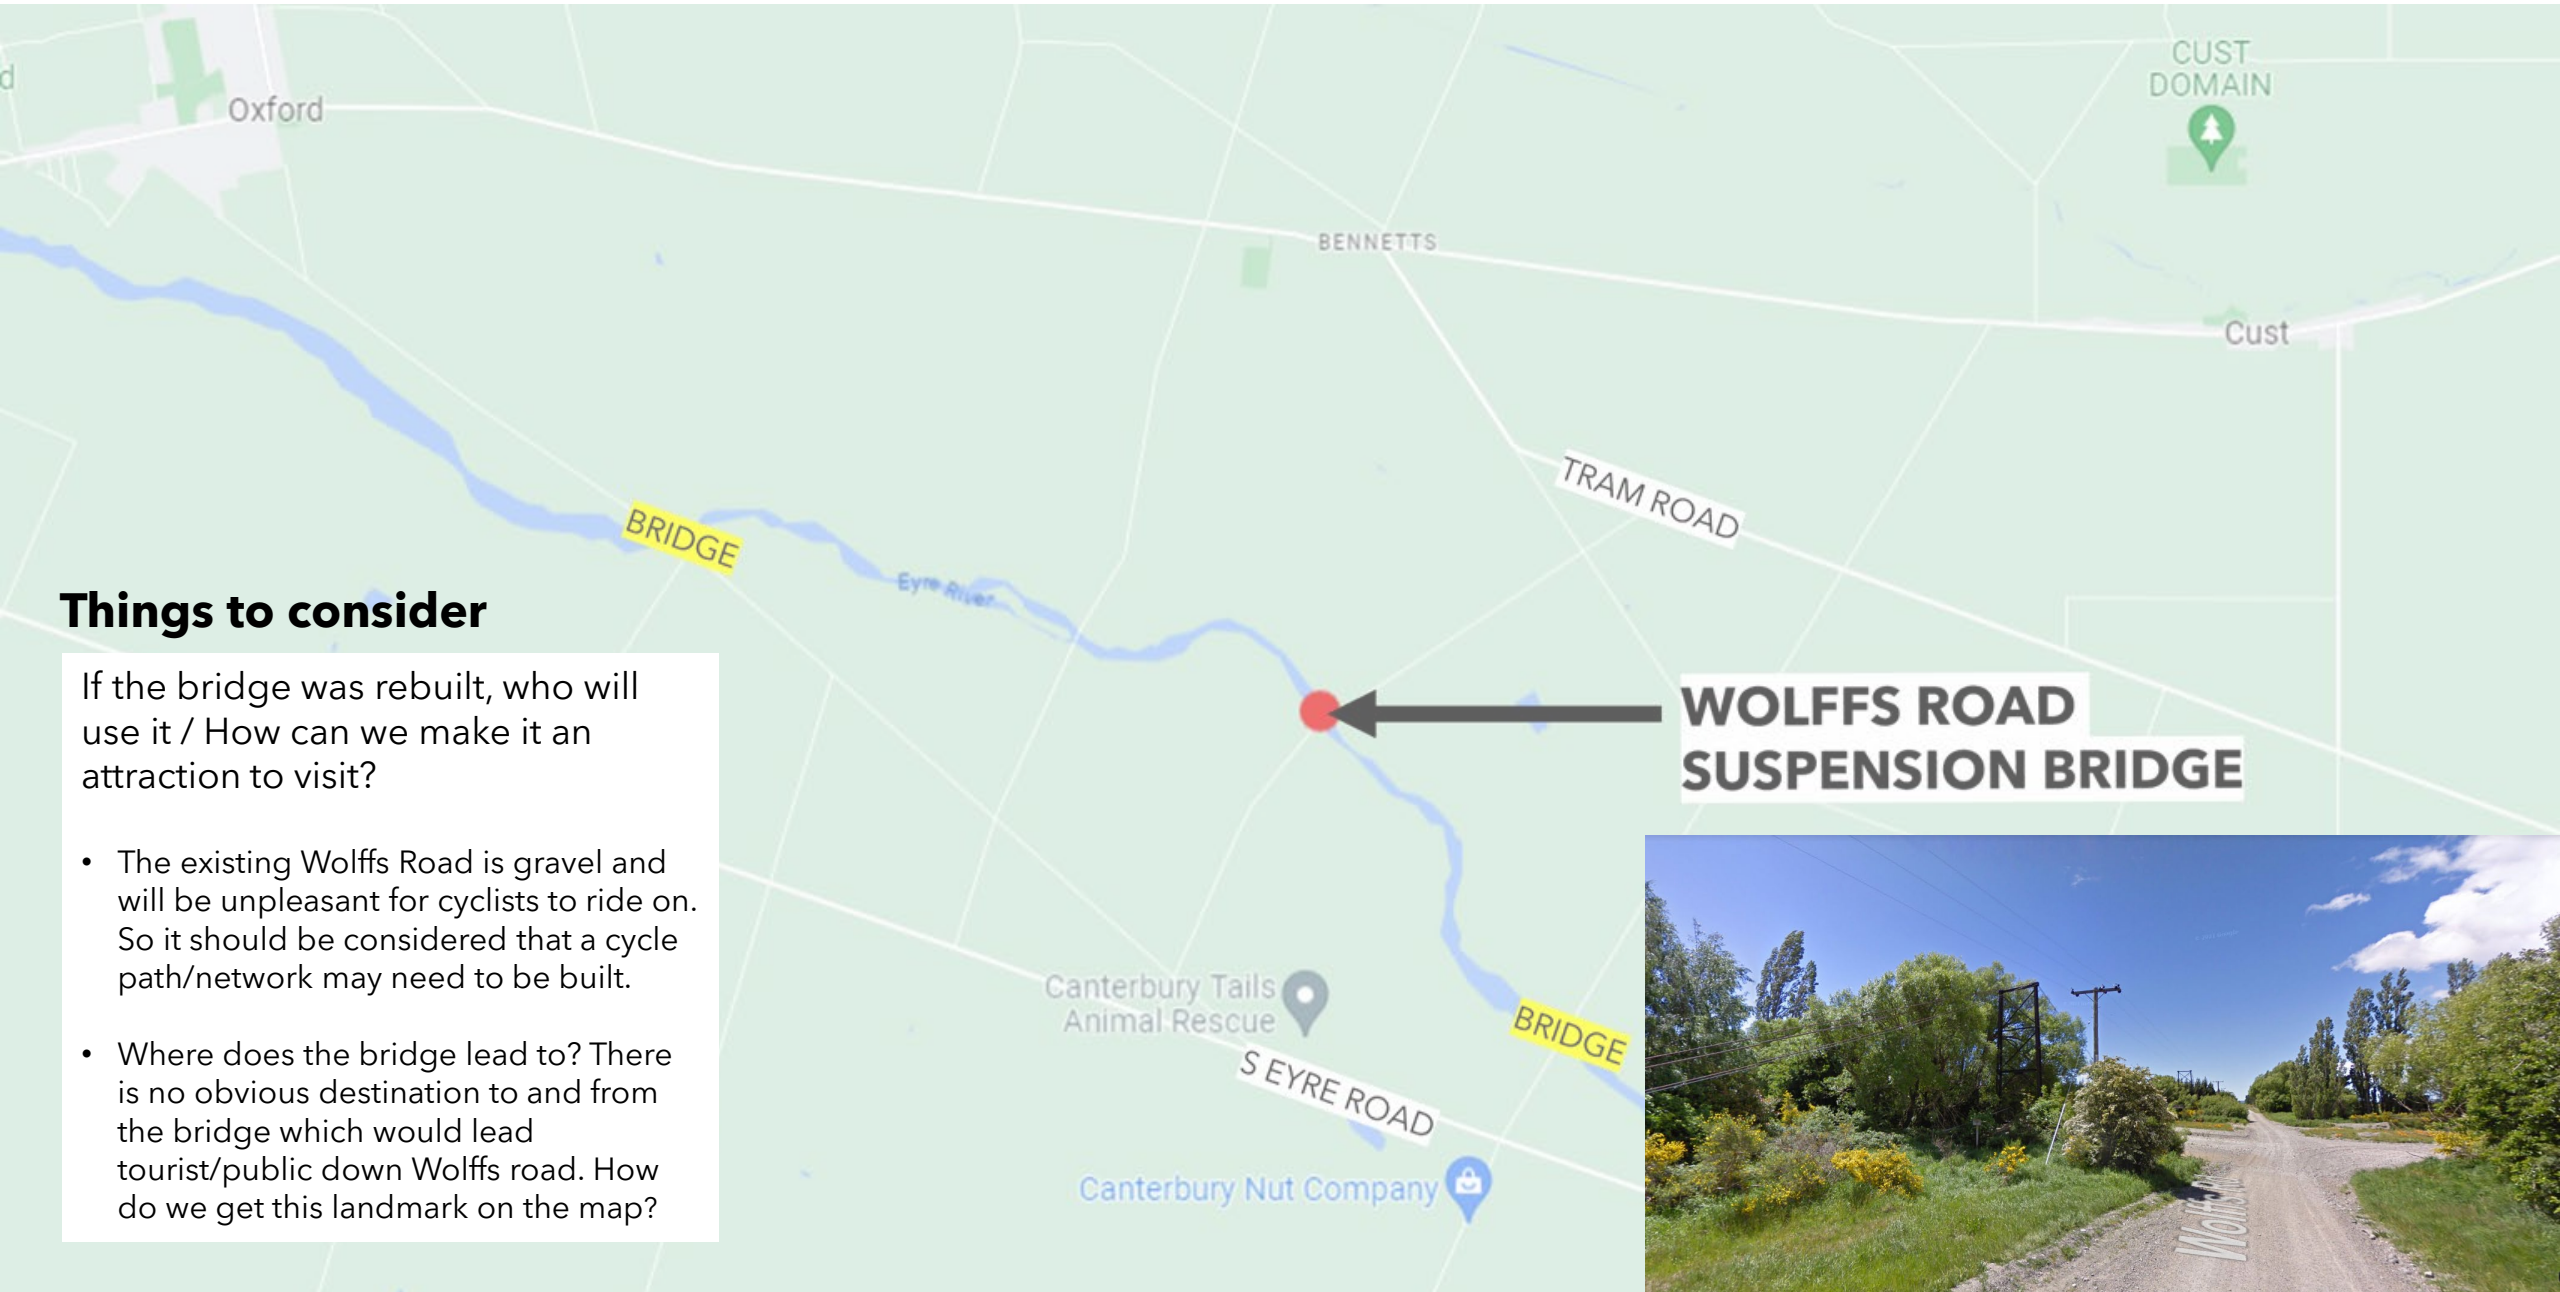 CUST
DOMAIN
Oxford
BENNETTS
Cust
TRAM ROAD
BRIDGE
Eyre River
Things to consider
If the bridge was rebuilt, who will
use it / How can we make it an
attraction to visit?
• The existing Wolffs Road is gravel and
will be unpleasant for cyclists to ride on.
So it should be considered that a cycle
path/network may need to be built.
• Where does the bridge lead to? There
is no obvious destination to and from
the bridge which would lead
tourist/public down Wolffs road. How
do we get this landmark on the map?
WOLFFS ROAD
SUSPENSION BRIDGE
Canterbury Tails
Animal Rescue
BRIDGE
S EYRE ROAD
Canterbury Nut Company
Wolffs Rd